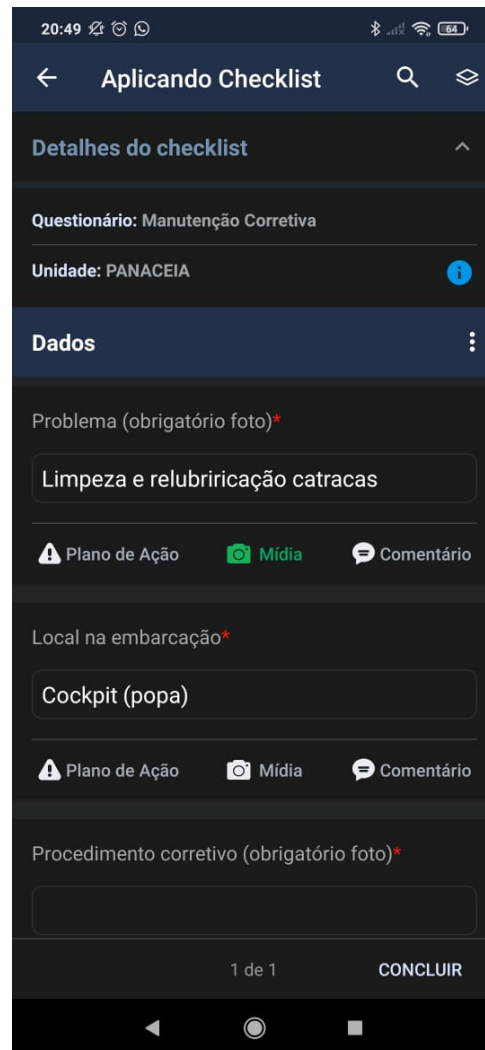 20:49 64
Aplicando Checklist
Detalhes do checklist
Questionário: Manutenção Corretiva
Unidade: PANACEIA
Dados
Problema (obrigatório foto)*
Limpeza e relubriricação catracas
Plano de Ação Mídia Comentário
Local na embarcação*
Cockpit (popa)
Plano de Ação Mídia Comentário
Procedimento corretivo (obrigatório foto)*
1 de 1 CONCLUIR